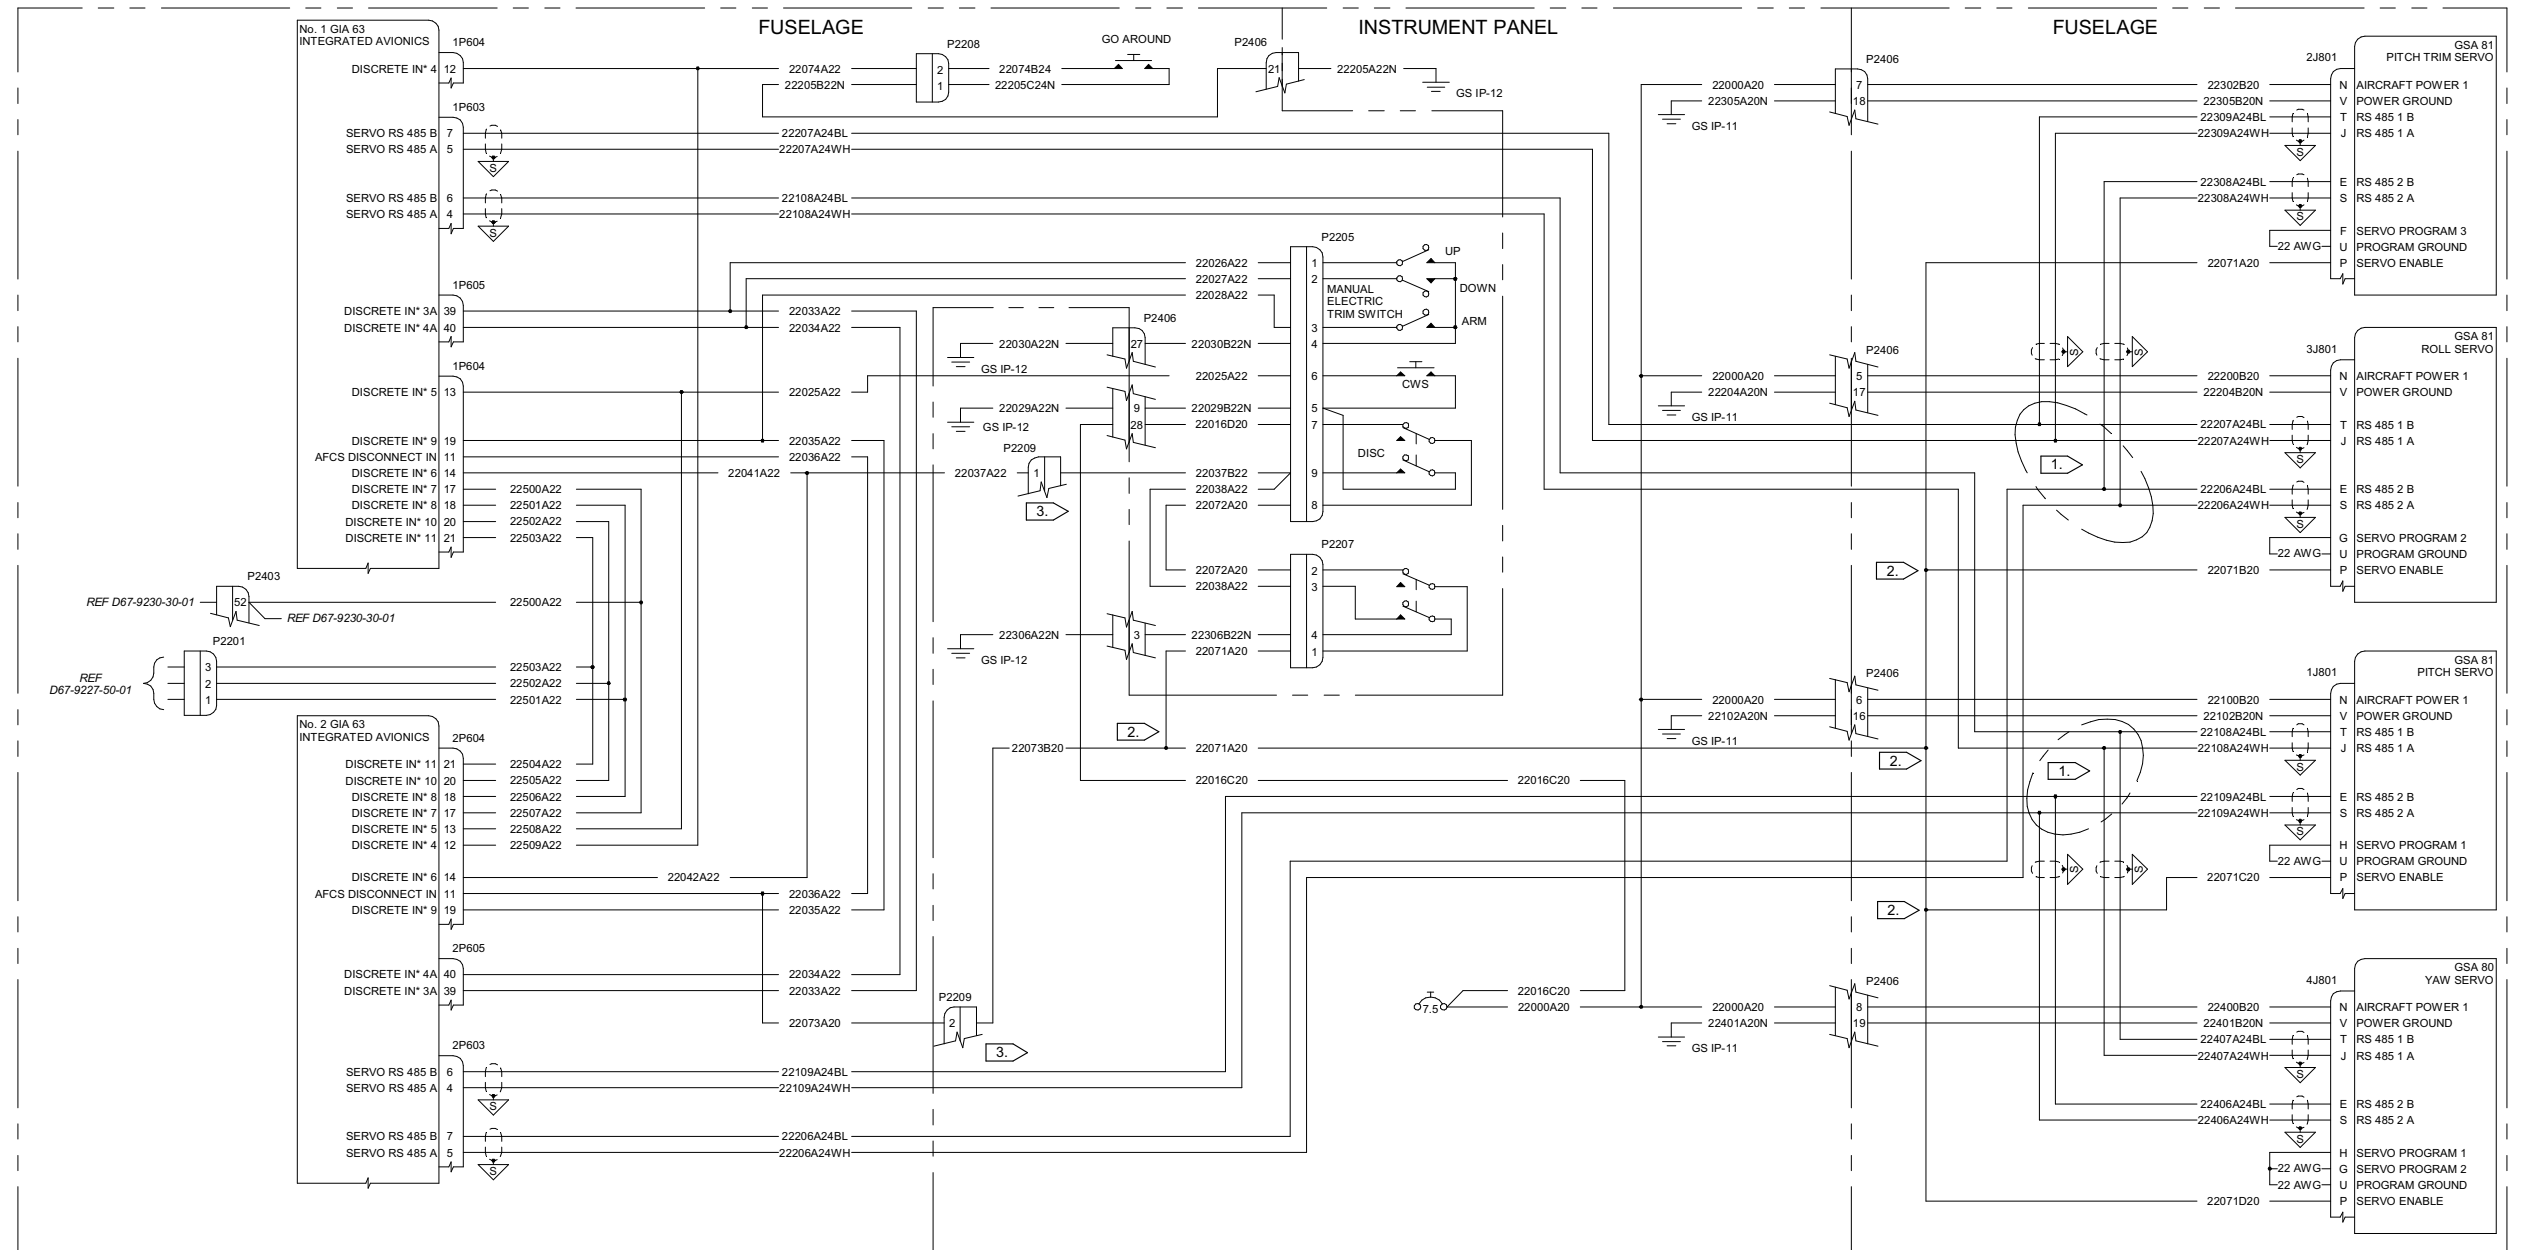 FUSELAGE
INSTRUMENT PANEL
FUSELAGE
No. 1 GIA 63
INTEGRATED AVIONICS
1P604
DISCRETE IN* 4 12
22074A22
22205B22N
P2208
2
1
22074B24
22205C24N
GO AROUND
P2406
21
22205A22N
GS IP-12
1P603
SERVO RS 485 B 7
22207A24BL
SERVO RS 485 A 5
22207A24WH
S
SERVO RS 485 B 6
22108A24BL
SERVO RS 485 A 4
22108A24WH
S
1P605
DISCRETE IN* 3A 39
22033A22
DISCRETE IN* 4A 40
22034A22
1P604
DISCRETE IN* 5 13
22025A22
DISCRETE IN* 9 19
22035A22
AFCS DISCONNECT IN 11
22036A22
DISCRETE IN* 6 14
22041A22
22037A22
DISCRETE IN* 7 17
22500A22
DISCRETE IN* 8 18
22501A22
DISCRETE IN* 10 20
22502A22
DISCRETE IN* 11 21
22503A22
P2403
REF D67-9230-30-01
52
REF D67-9230-30-01
22500A22
P2201
REF
D67-9227-50-01
3
22503A22
2
22502A22
1
22501A22
No. 2 GIA 63
INTEGRATED AVIONICS
2P604
DISCRETE IN* 11 21
22504A22
DISCRETE IN* 10 20
22505A22
DISCRETE IN* 8 18
22506A22
DISCRETE IN* 7 17
22507A22
DISCRETE IN* 5 13
22508A22
DISCRETE IN* 4 12
22509A22
DISCRETE IN* 6 14
22042A22
AFCS DISCONNECT IN 11
22036A22
DISCRETE IN* 9 19
22035A22
2P605
DISCRETE IN* 4A 40
22034A22
DISCRETE IN* 3A 39
22033A22
22073A20
P2209
2
3.
2P603
SERVO RS 485 B 6
22109A24BL
SERVO RS 485 A 4
22109A24WH
S
SERVO RS 485 B 7
22206A24BL
SERVO RS 485 A 5
22206A24WH
S
P2205
22026A22
1
UP
22027A22
2
DOWN
22028A22
MANUAL
ELECTRIC
TRIM SWITCH
3
ARM
P2406
22030A22N
27
22030B22N
4
GS IP-12
22025A22
6
CWS
22029A22N
9
22029B22N
5
GS IP-12
28
22016D20
7
DISC
P2209
1
3.
22037B22
9
22038A22
22072A20
8
P2207
22072A20
2
22038A22
3
22306A22N
3
22306B22N
4
GS IP-12
22071A20
1
2.
22073B20
22071A20
22016C20
22016C20
7.5
22016C20
22000A20
P2406
22000A20
7
22305A20N
18
GS IP-11
P2406
22000A20
5
22204A20N
17
GS IP-11
P2406
22000A20
6
22102A20N
16
GS IP-11
P2406
22000A20
8
22401A20N
19
GS IP-11
GSA 81
PITCH TRIM SERVO
2J801
22302B20
N AIRCRAFT POWER 1
22305B20N
V POWER GROUND
22309A24BL
T RS 485 1 B
22309A24WH
J RS 485 1 A
S
22308A24BL
E RS 485 2 B
22308A24WH
S RS 485 2 A
S
F SERVO PROGRAM 3
22 AWG
U PROGRAM GROUND
22071A20
P SERVO ENABLE
S
S
GSA 81
ROLL SERVO
3J801
22200B20
N AIRCRAFT POWER 1
22204B20N
V POWER GROUND
22207A24BL
T RS 485 1 B
22207A24WH
J RS 485 1 A
S
1.
22206A24BL
E RS 485 2 B
22206A24WH
S RS 485 2 A
S
G SERVO PROGRAM 2
22 AWG
U PROGRAM GROUND
2.
22071B20
P SERVO ENABLE
GSA 81
PITCH SERVO
1J801
22100B20
N AIRCRAFT POWER 1
22102B20N
V POWER GROUND
22108A24BL
T RS 485 1 B
22108A24WH
J RS 485 1 A
S
2.
1.
22109A24BL
E RS 485 2 B
22109A24WH
S RS 485 2 A
S
H SERVO PROGRAM 1
22 AWG
U PROGRAM GROUND
S
S
22071C20
P SERVO ENABLE
2.
GSA 80
YAW SERVO
4J801
22400B20
N AIRCRAFT POWER 1
22401B20N
V POWER GROUND
22407A24BL
T RS 485 1 B
22407A24WH
J RS 485 1 A
S
22406A24BL
E RS 485 2 B
22406A24WH
S RS 485 2 A
S
H SERVO PROGRAM 1
22 AWG
G SERVO PROGRAM 2
22 AWG
U PROGRAM GROUND
22071D20
P SERVO ENABLE